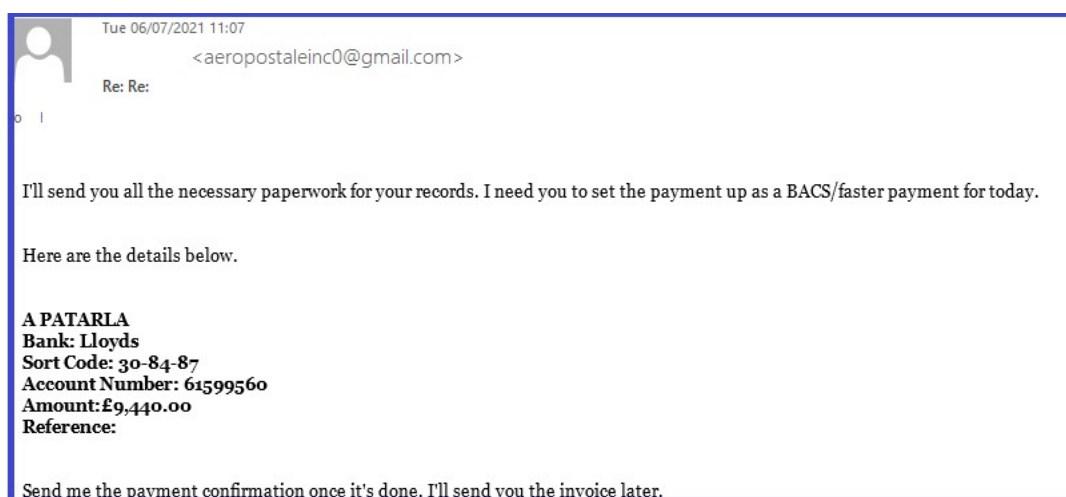 Tue 06/07/2021 11:07
<aeropostaleinc0@gmail.com>
Re: Re:
I'll send you all the necessary paperwork for your records. I need you to set the payment up as a BACS/faster payment for today.
Here are the details below.
A PATARLA
Bank: Lloyds
Sort Code: 30-84-87
Account Number: 61599560
Amount:£9,440.00
Reference:
Send me the payment confirmation once it's done. I'll send you the invoice later.